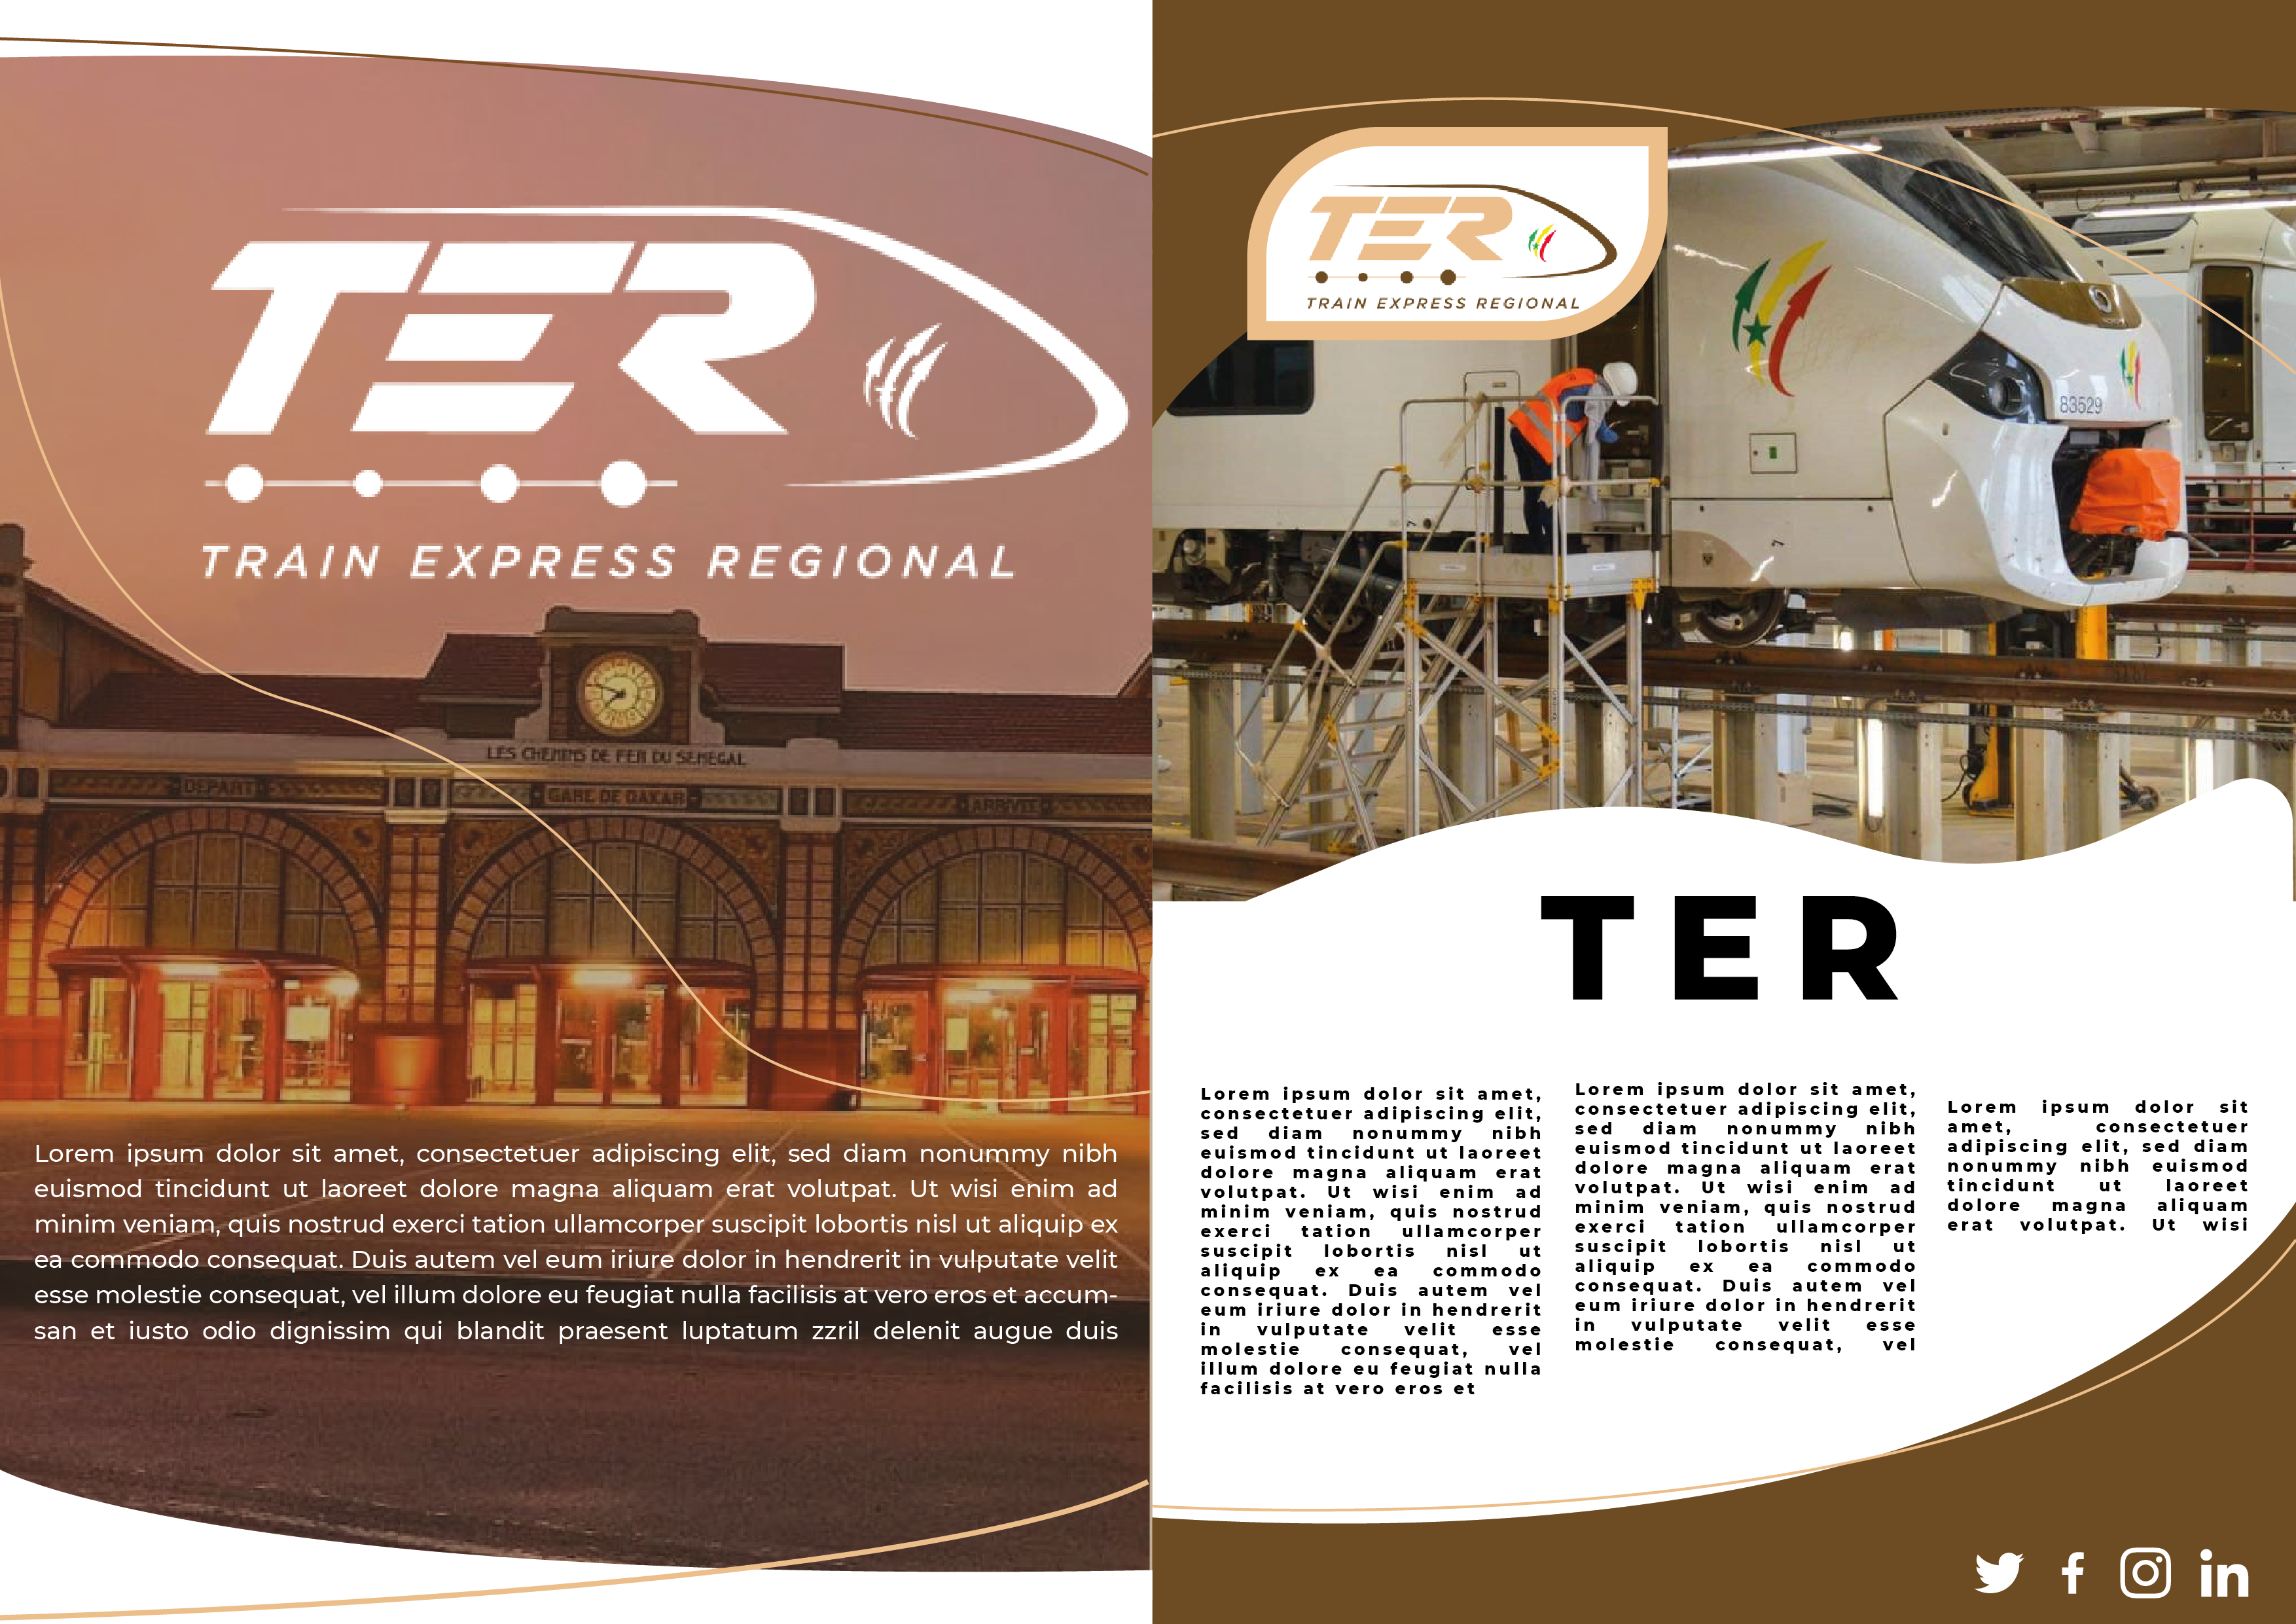 TER
TRAIN EXPRESS REGIONAL
LES CHEMINS DE FER DU SENEGAL
DEPART
GARE DE DAKAR
ARRIVEE
Lorem ipsum dolor sit amet, consectetuer adipiscing elit, sed diam nonummy nibh
euismod tincidunt ut laoreet dolore magna aliquam erat volutpat. Ut wisi enim ad
minim veniam, quis nostrud exerci tation ullamcorper suscipit lobortis nisl ut aliquip ex
ea commodo consequat. Duis autem vel eum iriure dolor in hendrerit in vulputate velit
esse molestie consequat, vel illum dolore eu feugiat nulla facilisis at vero eros et accum-
san et iusto odio dignissim qui blandit praesent luptatum zzril delenit augue duis
TER
TRAIN EXPRESS REGIONAL
83529
TER
Lorem ipsum dolor sit amet,
consectetuer adipiscing elit,
sed diam nonummy nibh
euismod tincidunt ut laoreet
dolore magna aliquam erat
volutpat. Ut wisi enim ad
minim veniam, quis nostrud
exerci tation ullamcorper
suscipit lobortis nisl ut
aliquip ex ea commodo
consequat. Duis autem vel
eum iriure dolor in hendrerit
in vulputate velit esse
molestie consequat, vel
illum dolore eu feugiat nulla
facilisis at vero eros et
Lorem ipsum dolor sit amet,
consectetuer adipiscing elit,
sed diam nonummy nibh
euismod tincidunt ut laoreet
dolore magna aliquam erat
volutpat. Ut wisi enim ad
minim veniam, quis nostrud
exerci tation ullamcorper
suscipit lobortis nisl ut
aliquip ex ea commodo
consequat. Duis autem vel
eum iriure dolor in hendrerit
in vulputate velit esse
molestie consequat, vel
Lorem ipsum dolor sit
amet, consectetuer
adipiscing elit, sed diam
nonummy nibh euismod
tincidunt ut laoreet
dolore magna aliquam
erat volutpat. Ut wisi